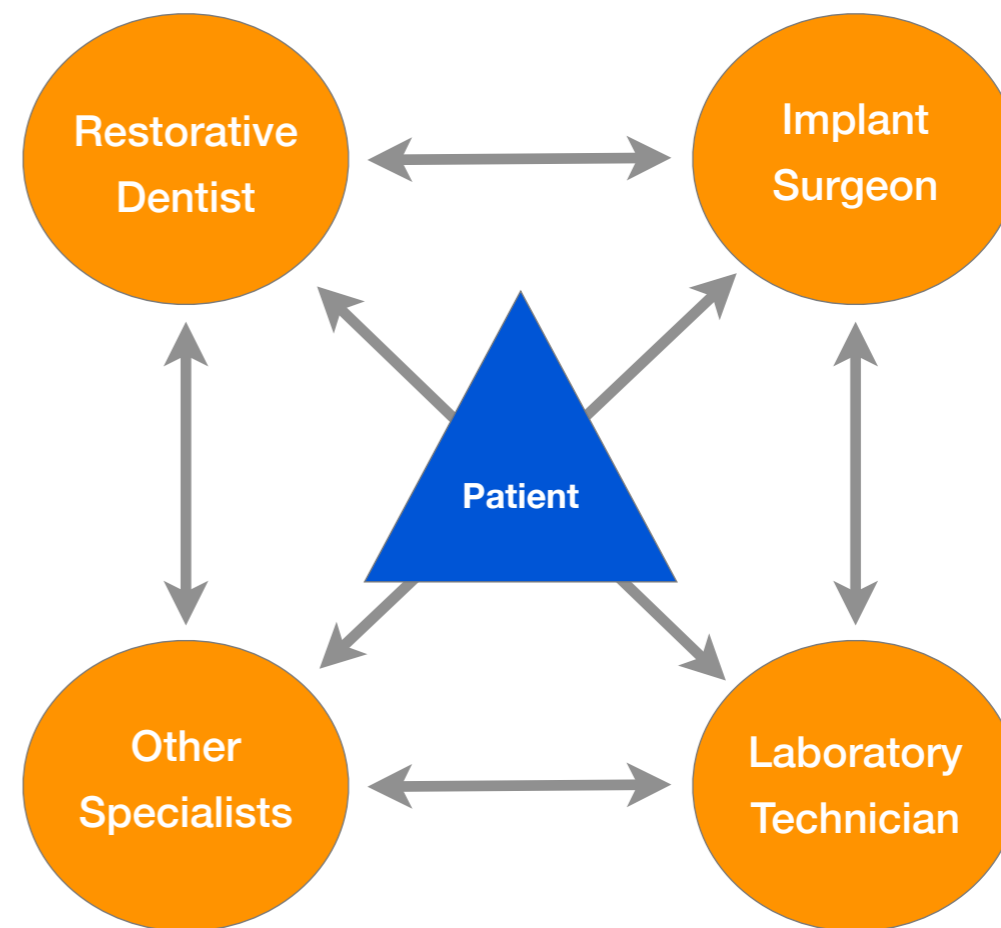 Restorative
Dentist
Implant
Surgeon
Patient
Other
Specialists
Laboratory
Technician